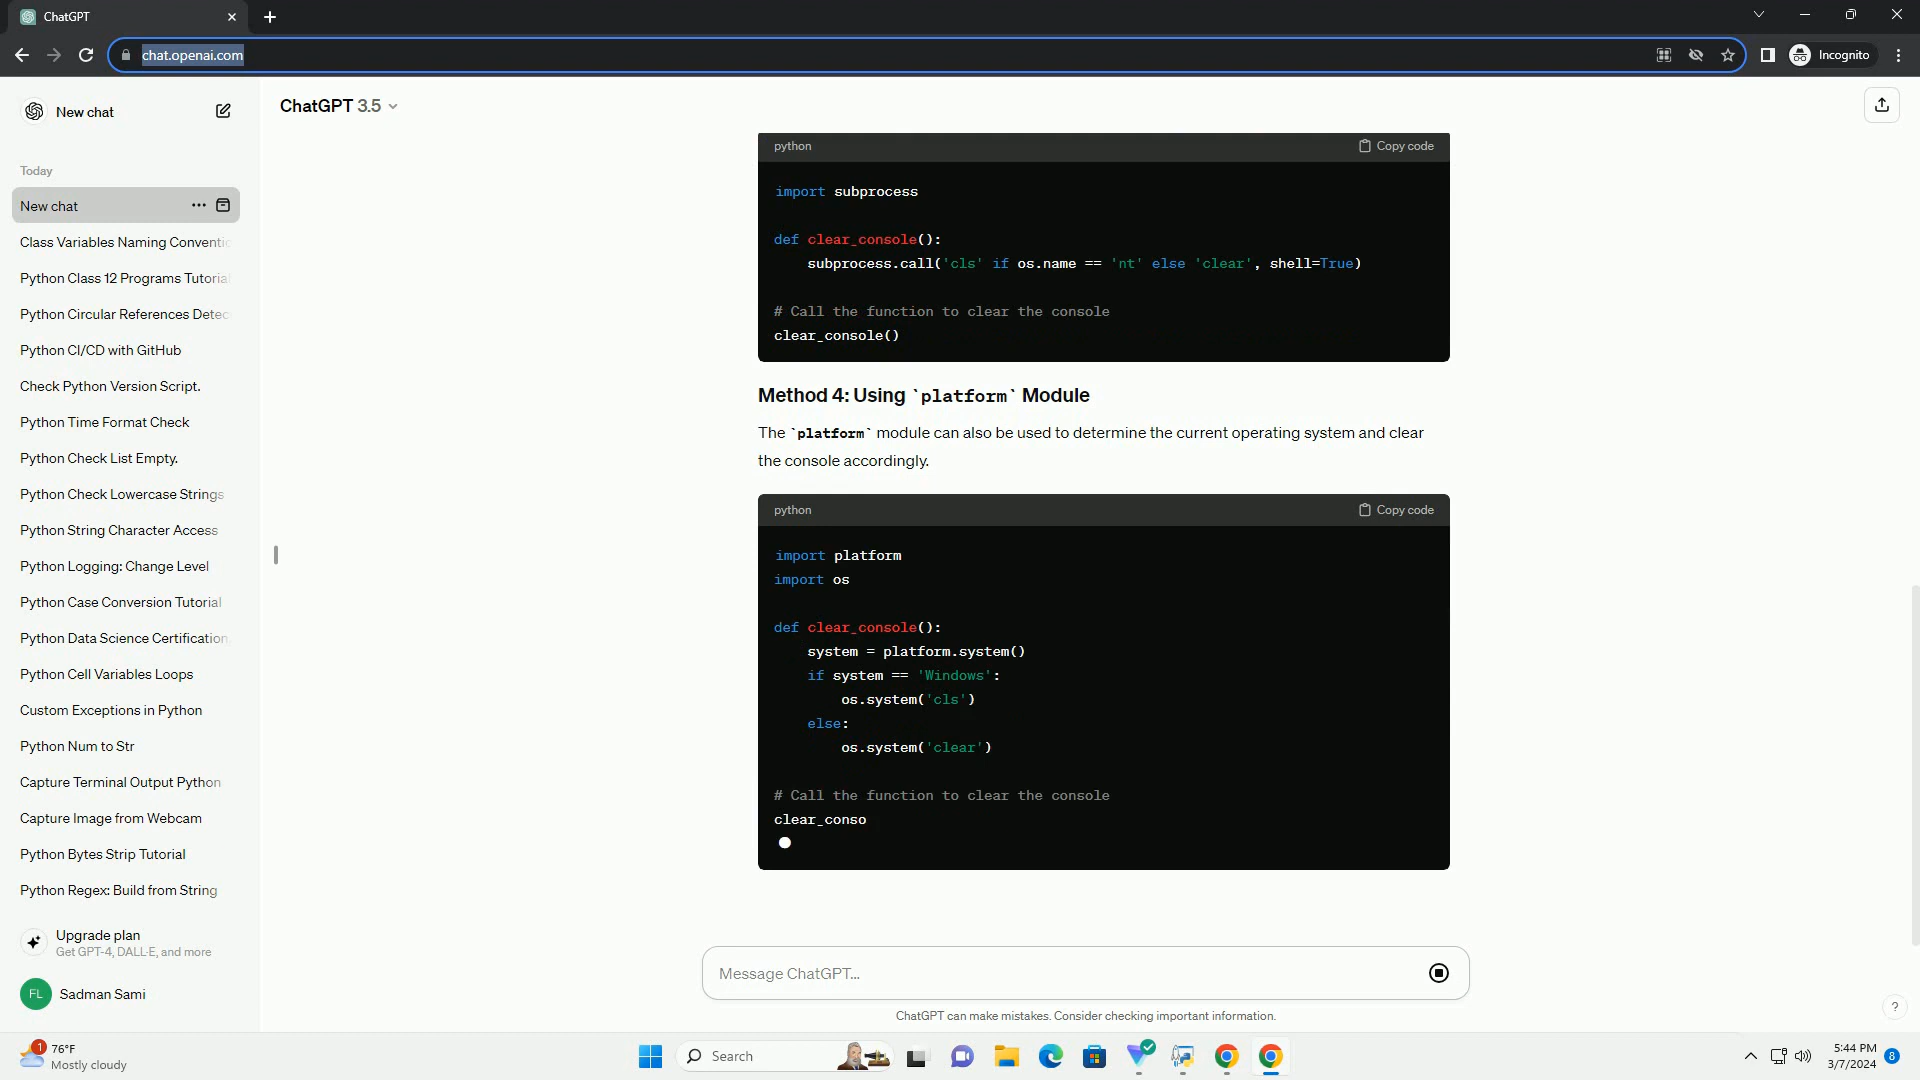 ChatGPT
chat.openai.com
Incognito
New chat
ChatGPT 3.5
Today
New chat
Class Variables Naming Conventio
Python Class 12 Programs Tutorial
Python Circular References Detec
Python CI/CD with GitHub
Check Python Version Script.
Python Time Format Check
Python Check List Empty.
Python Check Lowercase Strings
Python String Character Access
Python Logging: Change Level
Python Case Conversion Tutorial
Python Data Science Certification
Python Cell Variables Loops
Custom Exceptions in Python
Python Num to Str
Capture Terminal Output Python
Capture Image from Webcam
Python Bytes Strip Tutorial
Python Regex: Build from String
Upgrade plan
Get GPT-4, DALL·E, and more
FL Sadman Sami
python Copy code
import subprocess
def clear_console():
    subprocess.call('cls' if os.name == 'nt' else 'clear', shell=True)
# Call the function to clear the console
clear_console()
Method 4: Using `platform` Module
The `platform` module can also be used to determine the current operating system and clear
the console accordingly.
python Copy code
import platform
import os
def clear_console():
    system = platform.system()
    if system == 'Windows':
        os.system('cls')
    else:
        os.system('clear')
# Call the function to clear the console
clear_conso
Message ChatGPT...
ChatGPT can make mistakes. Consider checking important information.
?
1
76°F
Mostly cloudy
Search
5:44 PM
3/7/2024
8